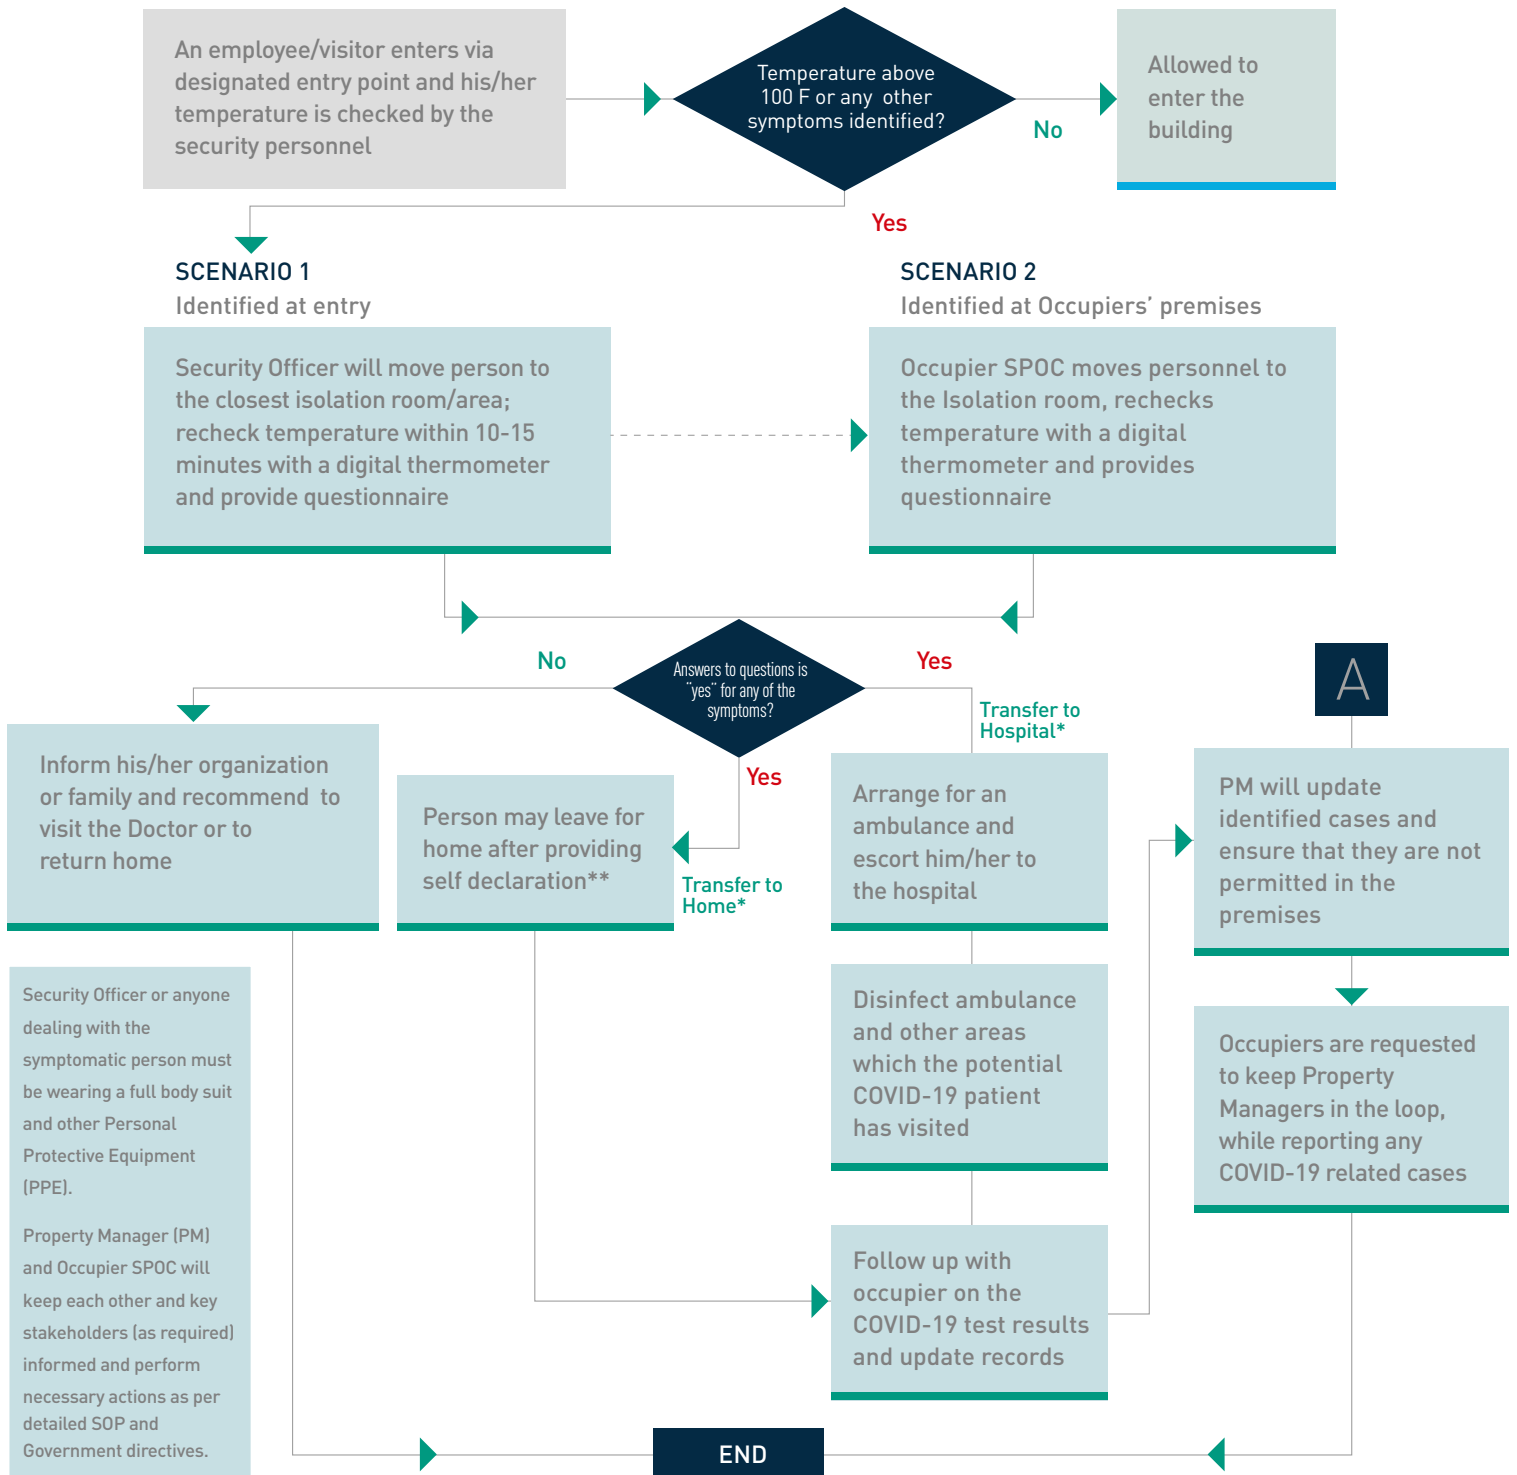 An employee/visitor enters via
designated entry point and his/her
temperature is checked by the
security personnel
Temperature above
100 F or any other
symptoms identified?
No
Allowed to
enter the
building
Yes
SCENARIO 1
Identified at entry
Security Officer will move person to
the closest isolation room/area;
recheck temperature within 10-15
minutes with a digital thermometer
and provide questionnaire
SCENARIO 2
Identified at Occupiers’ premises
Occupier SPOC moves personnel to
the Isolation room, rechecks
temperature with a digital
thermometer and provides
questionnaire
No
Answers to questions is
"yes" for any of the
symptoms?
Yes
Transfer to
Hospital*
Yes
Transfer to
Home*
Inform his/her organization
or family and recommend to
visit the Doctor or to
return home
Person may leave for
home after providing
self declaration**
Arrange for an
ambulance and
escort him/her to
the hospital
A
PM will update
identified cases and
ensure that they are not
permitted in the
premises
Security Officer or anyone
dealing with the
symptomatic person must
be wearing a full body suit
and other Personal
Protective Equipment
(PPE).
Property Manager (PM)
and Occupier SPOC will
keep each other and key
stakeholders (as required)
informed and perform
necessary actions as per
detailed SOP and
Government directives.
Disinfect ambulance
and other areas
which the potential
COVID-19 patient
has visited
Occupiers are requested
to keep Property
Managers in the loop,
while reporting any
COVID-19 related cases
Follow up with
occupier on the
COVID-19 test results
and update records
END